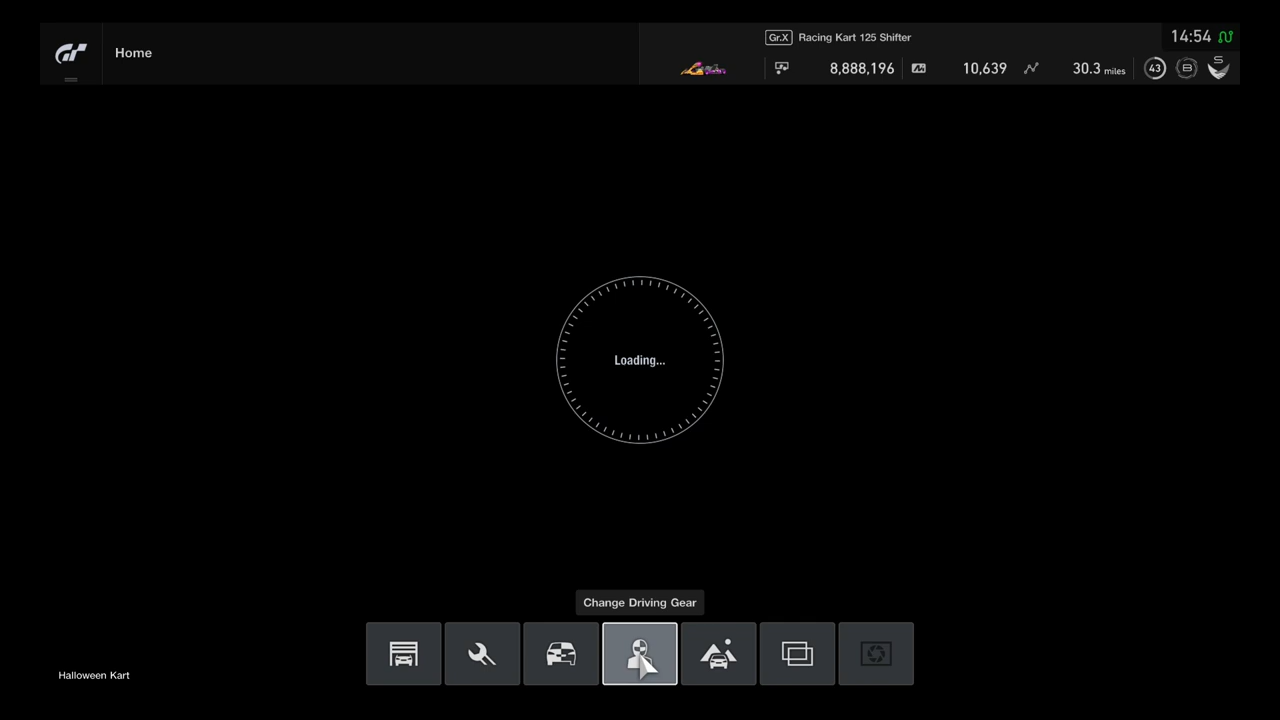 Home
Gr.X Racing Kart 125 Shifter
14:54
8,888,196
10,639
30.3 miles
43
B
S
Loading...
Change Driving Gear
Halloween Kart